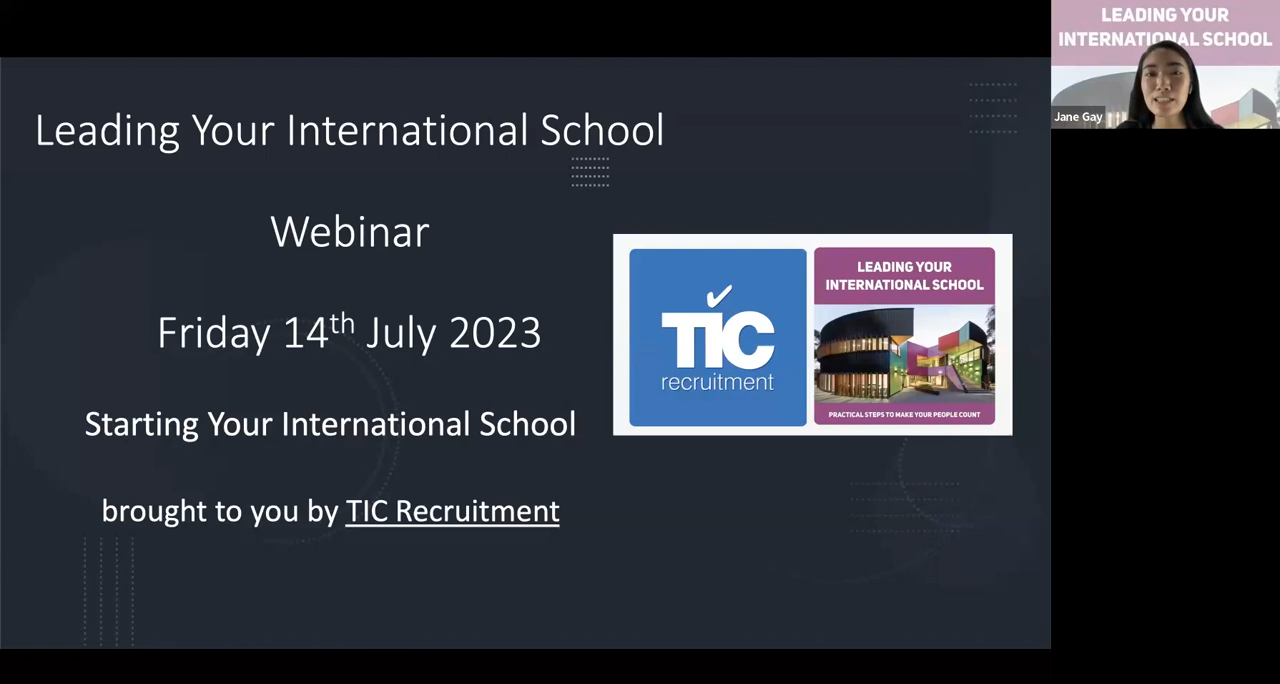 Leading Your International School
Webinar
Friday 14th July 2023
Starting Your International School
brought to you by TIC Recruitment
TIC
recruitment
LEADING YOUR
INTERNATIONAL SCHOOL
PRACTICAL STEPS TO MAKE YOUR PEOPLE COUNT
LEADING YOUR
INTERNATIONAL SCHOOL
Jane Gay